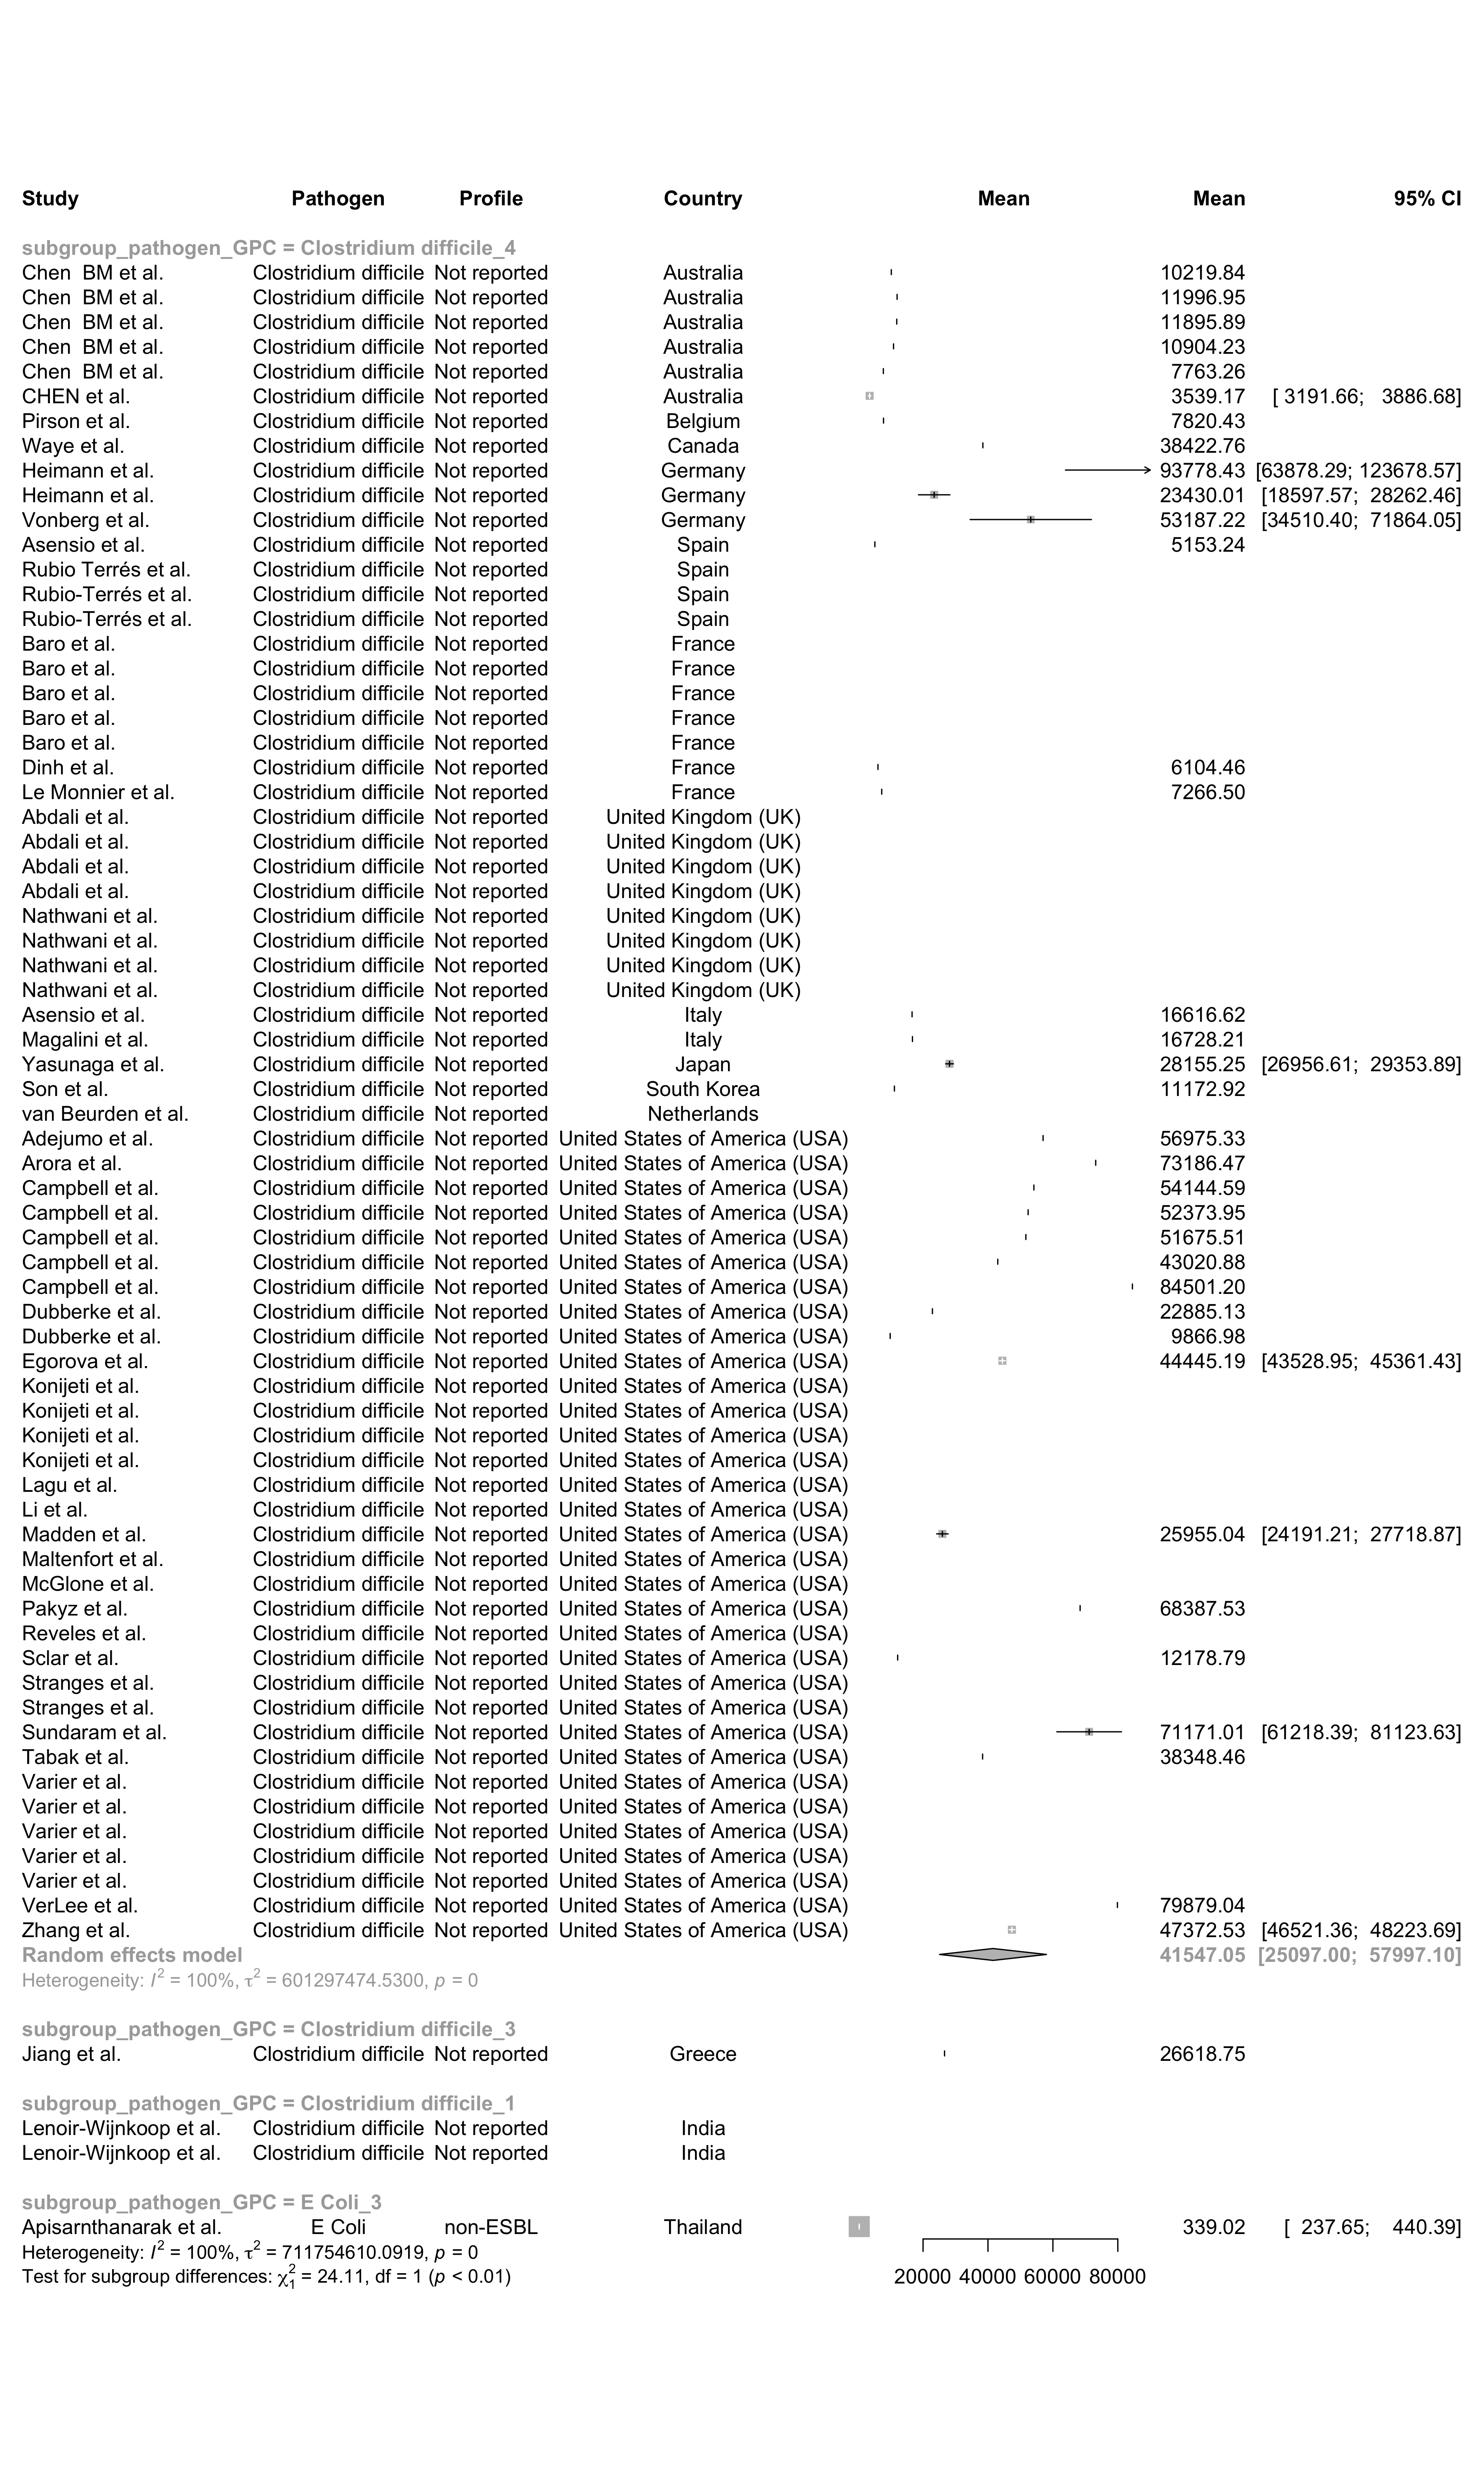 Study Pathogen Profile Country Mean Mean 95% CI
subgroup_pathogen_GPC = Clostridium difficile_4
Chen BM et al. Clostridium difficile Not reported Australia 10219.84
Chen BM et al. Clostridium difficile Not reported Australia 11996.95
Chen BM et al. Clostridium difficile Not reported Australia 11895.89
Chen BM et al. Clostridium difficile Not reported Australia 10904.23
Chen BM et al. Clostridium difficile Not reported Australia 7763.26
CHEN et al. Clostridium difficile Not reported Australia 3539.17 [ 3191.66; 3886.68]
Pirson et al. Clostridium difficile Not reported Belgium 7820.43
Waye et al. Clostridium difficile Not reported Canada 38422.76
Heimann et al. Clostridium difficile Not reported Germany 93778.43 [63878.29; 123678.57]
Heimann et al. Clostridium difficile Not reported Germany 23430.01 [18597.57; 28262.46]
Vonberg et al. Clostridium difficile Not reported Germany 53187.22 [34510.40; 71864.05]
Asensio et al. Clostridium difficile Not reported Spain 5153.24
Rubio Terrés et al. Clostridium difficile Not reported Spain
Rubio-Terrés et al. Clostridium difficile Not reported Spain
Rubio-Terrés et al. Clostridium difficile Not reported Spain
Baro et al. Clostridium difficile Not reported France
Baro et al. Clostridium difficile Not reported France
Baro et al. Clostridium difficile Not reported France
Baro et al. Clostridium difficile Not reported France
Baro et al. Clostridium difficile Not reported France
Dinh et al. Clostridium difficile Not reported France 6104.46
Le Monnier et al. Clostridium difficile Not reported France 7266.50
Abdali et al. Clostridium difficile Not reported United Kingdom (UK)
Abdali et al. Clostridium difficile Not reported United Kingdom (UK)
Abdali et al. Clostridium difficile Not reported United Kingdom (UK)
Abdali et al. Clostridium difficile Not reported United Kingdom (UK)
Nathwani et al. Clostridium difficile Not reported United Kingdom (UK)
Nathwani et al. Clostridium difficile Not reported United Kingdom (UK)
Nathwani et al. Clostridium difficile Not reported United Kingdom (UK)
Nathwani et al. Clostridium difficile Not reported United Kingdom (UK)
Asensio et al. Clostridium difficile Not reported Italy 16616.62
Magalini et al. Clostridium difficile Not reported Italy 16728.21
Yasunaga et al. Clostridium difficile Not reported Japan 28155.25 [26956.61; 29353.89]
Son et al. Clostridium difficile Not reported South Korea 11172.92
van Beurden et al. Clostridium difficile Not reported Netherlands
Adejumo et al. Clostridium difficile Not reported United States of America (USA) 56975.33
Arora et al. Clostridium difficile Not reported United States of America (USA) 73186.47
Campbell et al. Clostridium difficile Not reported United States of America (USA) 54144.59
Campbell et al. Clostridium difficile Not reported United States of America (USA) 52373.95
Campbell et al. Clostridium difficile Not reported United States of America (USA) 51675.51
Campbell et al. Clostridium difficile Not reported United States of America (USA) 43020.88
Campbell et al. Clostridium difficile Not reported United States of America (USA) 84501.20
Dubberke et al. Clostridium difficile Not reported United States of America (USA) 22885.13
Dubberke et al. Clostridium difficile Not reported United States of America (USA) 9866.98
Egorova et al. Clostridium difficile Not reported United States of America (USA) 44445.19 [43528.95; 45361.43]
Konijeti et al. Clostridium difficile Not reported United States of America (USA)
Konijeti et al. Clostridium difficile Not reported United States of America (USA)
Konijeti et al. Clostridium difficile Not reported United States of America (USA)
Konijeti et al. Clostridium difficile Not reported United States of America (USA)
Lagu et al. Clostridium difficile Not reported United States of America (USA)
Li et al. Clostridium difficile Not reported United States of America (USA)
Madden et al. Clostridium difficile Not reported United States of America (USA) 25955.04 [24191.21; 27718.87]
Maltenfort et al. Clostridium difficile Not reported United States of America (USA)
McGlone et al. Clostridium difficile Not reported United States of America (USA)
Pakyz et al. Clostridium difficile Not reported United States of America (USA) 68387.53
Reveles et al. Clostridium difficile Not reported United States of America (USA)
Sclar et al. Clostridium difficile Not reported United States of America (USA) 12178.79
Stranges et al. Clostridium difficile Not reported United States of America (USA)
Stranges et al. Clostridium difficile Not reported United States of America (USA)
Sundaram et al. Clostridium difficile Not reported United States of America (USA) 71171.01 [61218.39; 81123.63]
Tabak et al. Clostridium difficile Not reported United States of America (USA) 38348.46
Varier et al. Clostridium difficile Not reported United States of America (USA)
Varier et al. Clostridium difficile Not reported United States of America (USA)
Varier et al. Clostridium difficile Not reported United States of America (USA)
Varier et al. Clostridium difficile Not reported United States of America (USA)
Varier et al. Clostridium difficile Not reported United States of America (USA)
VerLee et al. Clostridium difficile Not reported United States of America (USA) 79879.04
Zhang et al. Clostridium difficile Not reported United States of America (USA) 47372.53 [46521.36; 48223.69]
Random effects model 41547.05 [25097.00; 57997.10]
Heterogeneity: I² = 100%, τ² = 601297474.5300, p = 0
subgroup_pathogen_GPC = Clostridium difficile_3
Jiang et al. Clostridium difficile Not reported Greece 26618.75
subgroup_pathogen_GPC = Clostridium difficile_1
Lenoir-Wijnkoop et al. Clostridium difficile Not reported India
Lenoir-Wijnkoop et al. Clostridium difficile Not reported India
subgroup_pathogen_GPC = E Coli_3
Apisarnthanarak et al. E Coli non-ESBL Thailand 339.02 [ 237.65; 440.39]
Heterogeneity: I² = 100%, τ² = 711754610.0919, p = 0
Test for subgroup differences: χ²₁ = 24.11, df = 1 (p < 0.01)
20000 40000 60000 80000